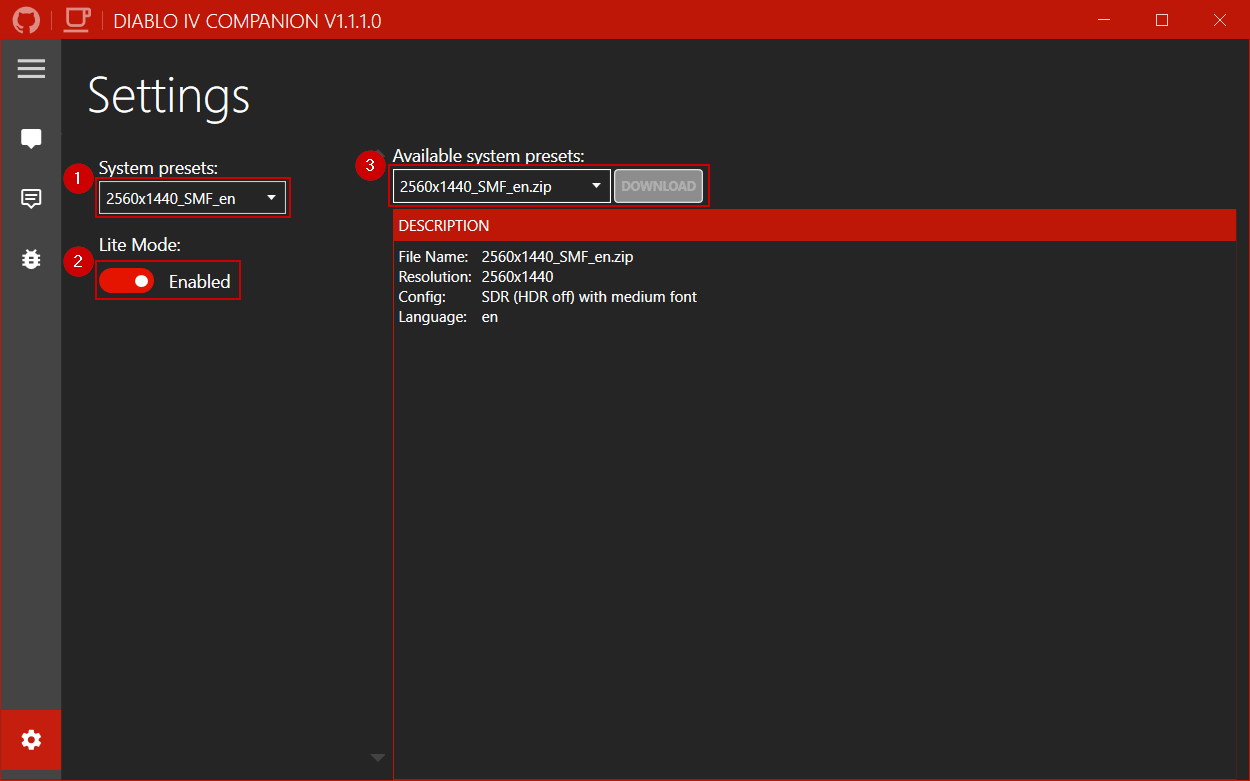 DIABLO IV COMPANION V1.1.1.0
Settings
1
System presets:
2560x1440_SMF_en
2
Lite Mode:
Enabled
3
Available system presets:
2560x1440_SMF_en.zip
DOWNLOAD
DESCRIPTION
File Name: 2560x1440_SMF_en.zip
Resolution: 2560x1440
Config: SDR (HDR off) with medium font
Language: en